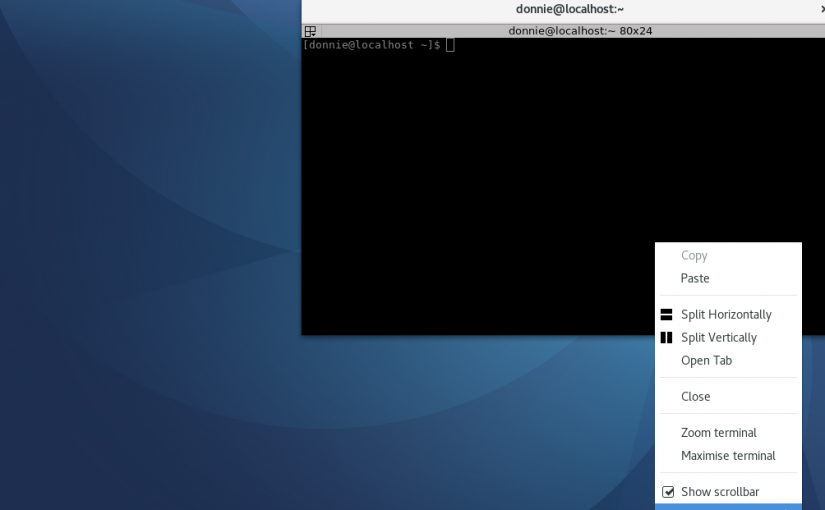 donnie@localhost:~
donnie@localhost:~ 80x24
[donnie@localhost ~]$
Copy
Paste
Split Horizontally
Split Vertically
Open Tab
Close
Zoom terminal
Maximise terminal
Show scrollbar